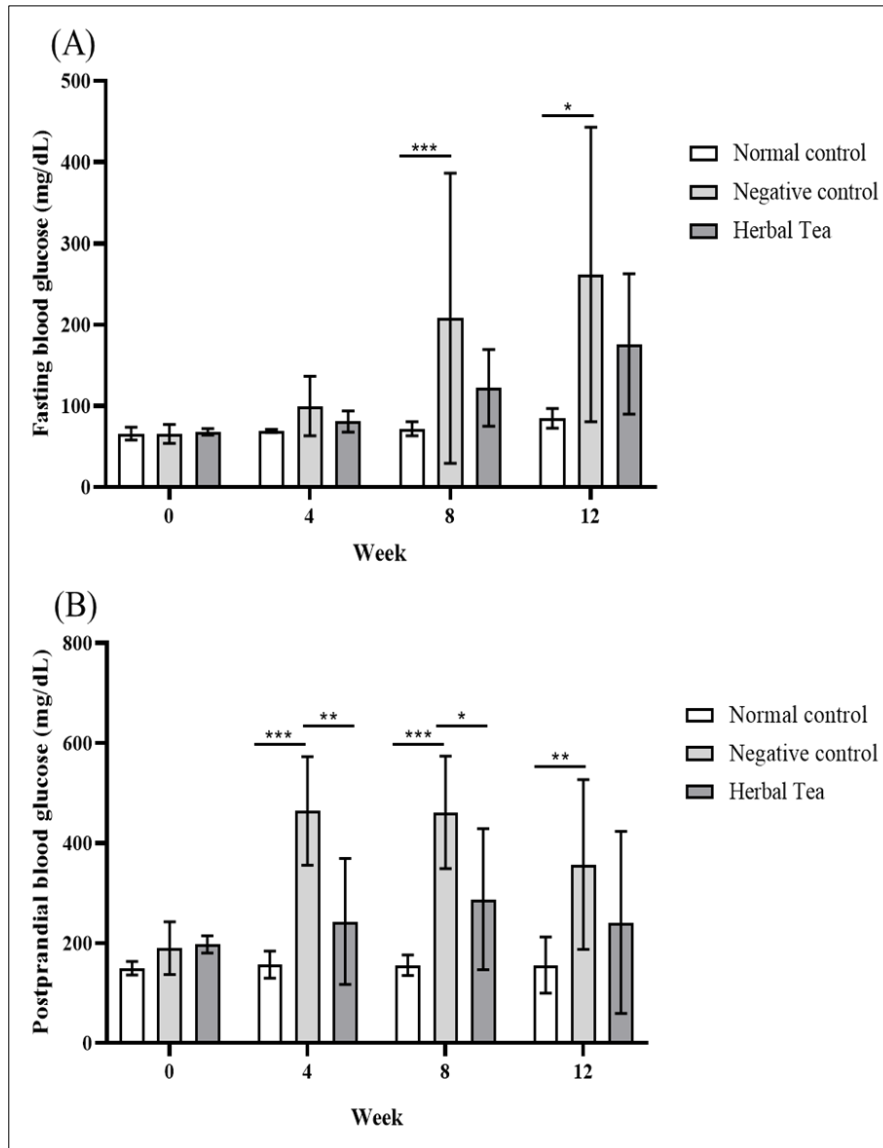 (A)
Fasting blood glucose (mg/dL)
500
400
300
200
100
0
***
*
0 4 8 12
Week
Normal control
Negative control
Herbal Tea
(B)
Postprandial blood glucose (mg/dL)
800
600
400
200
0
*** ** *** * **
0 4 8 12
Week
Normal control
Negative control
Herbal Tea